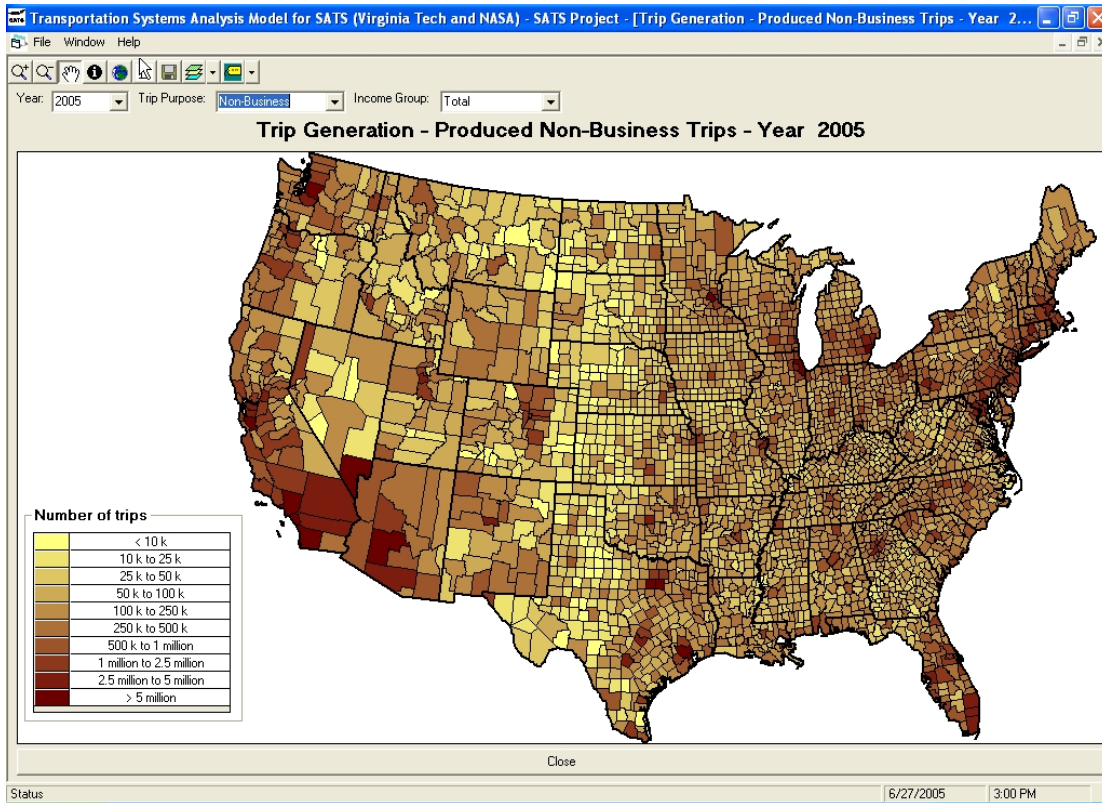 SATS Transportation Systems Analysis Model for SATS (Virginia Tech and NASA) - SATS Project - [Trip Generation - Produced Non-Business Trips - Year 2...
File Window Help
Year: 2005 Trip Purpose: Non-Business Income Group: Total
Trip Generation - Produced Non-Business Trips - Year 2005
Number of trips
< 10 k
10 k to 25 k
25 k to 50 k
50 k to 100 k
100 k to 250 k
250 k to 500 k
500 k to 1 million
1 million to 2.5 million
2.5 million to 5 million
> 5 million
Close
Status 6/27/2005 3:00 PM